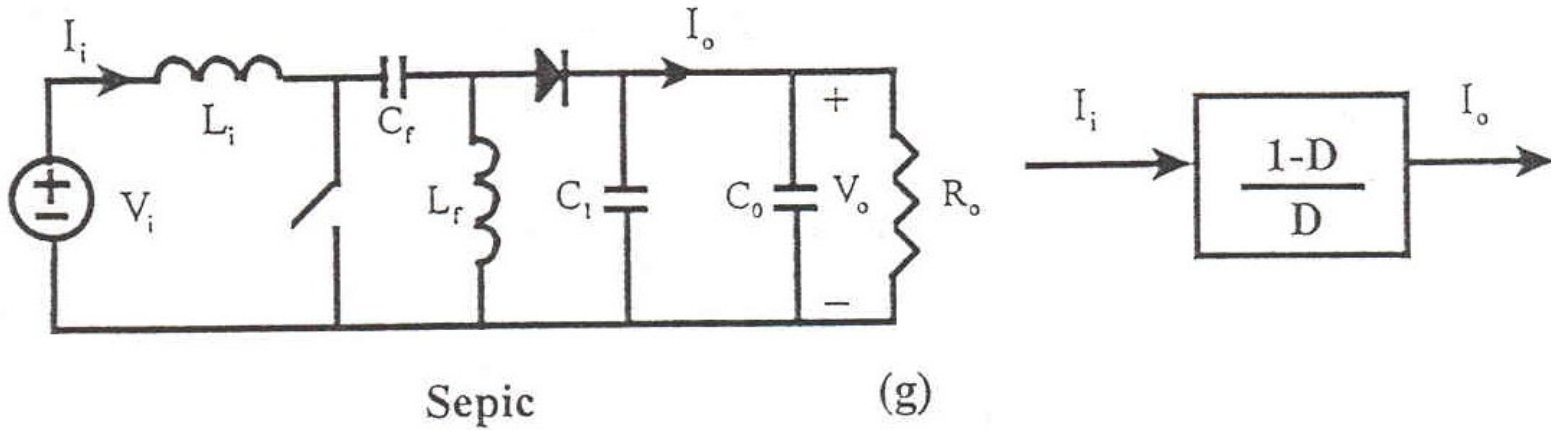 I_i
L_i
C_f
I_o
+
−
V_i
L_f
C_1
C_0
+
V_o
−
R_o
I_i
1-D
D
I_o
Sepic
(g)